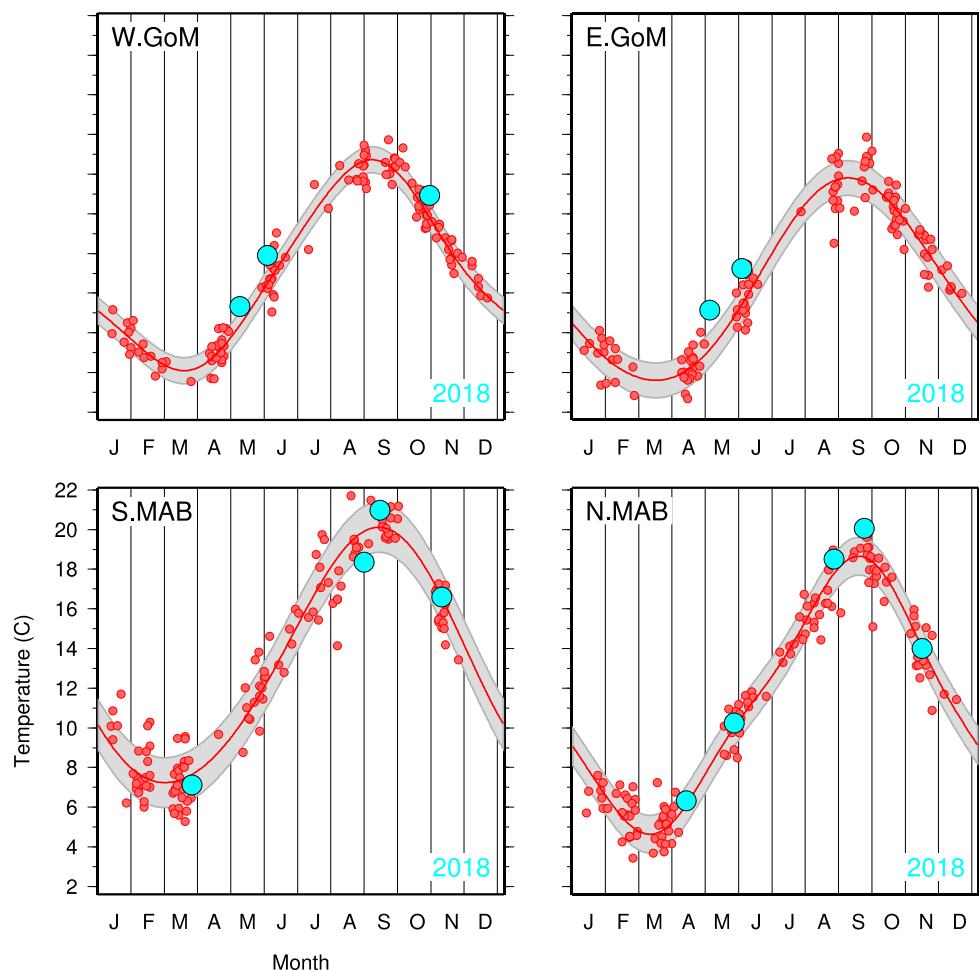 W.GoM
2018
J F M A M J J A S O N D
E.GoM
2018
J F M A M J J A S O N D
Temperature (C)
22
20
18
16
14
12
10
8
6
4
2
S.MAB
2018
J F M A M J J A S O N D
Month
N.MAB
2018
J F M A M J J A S O N D